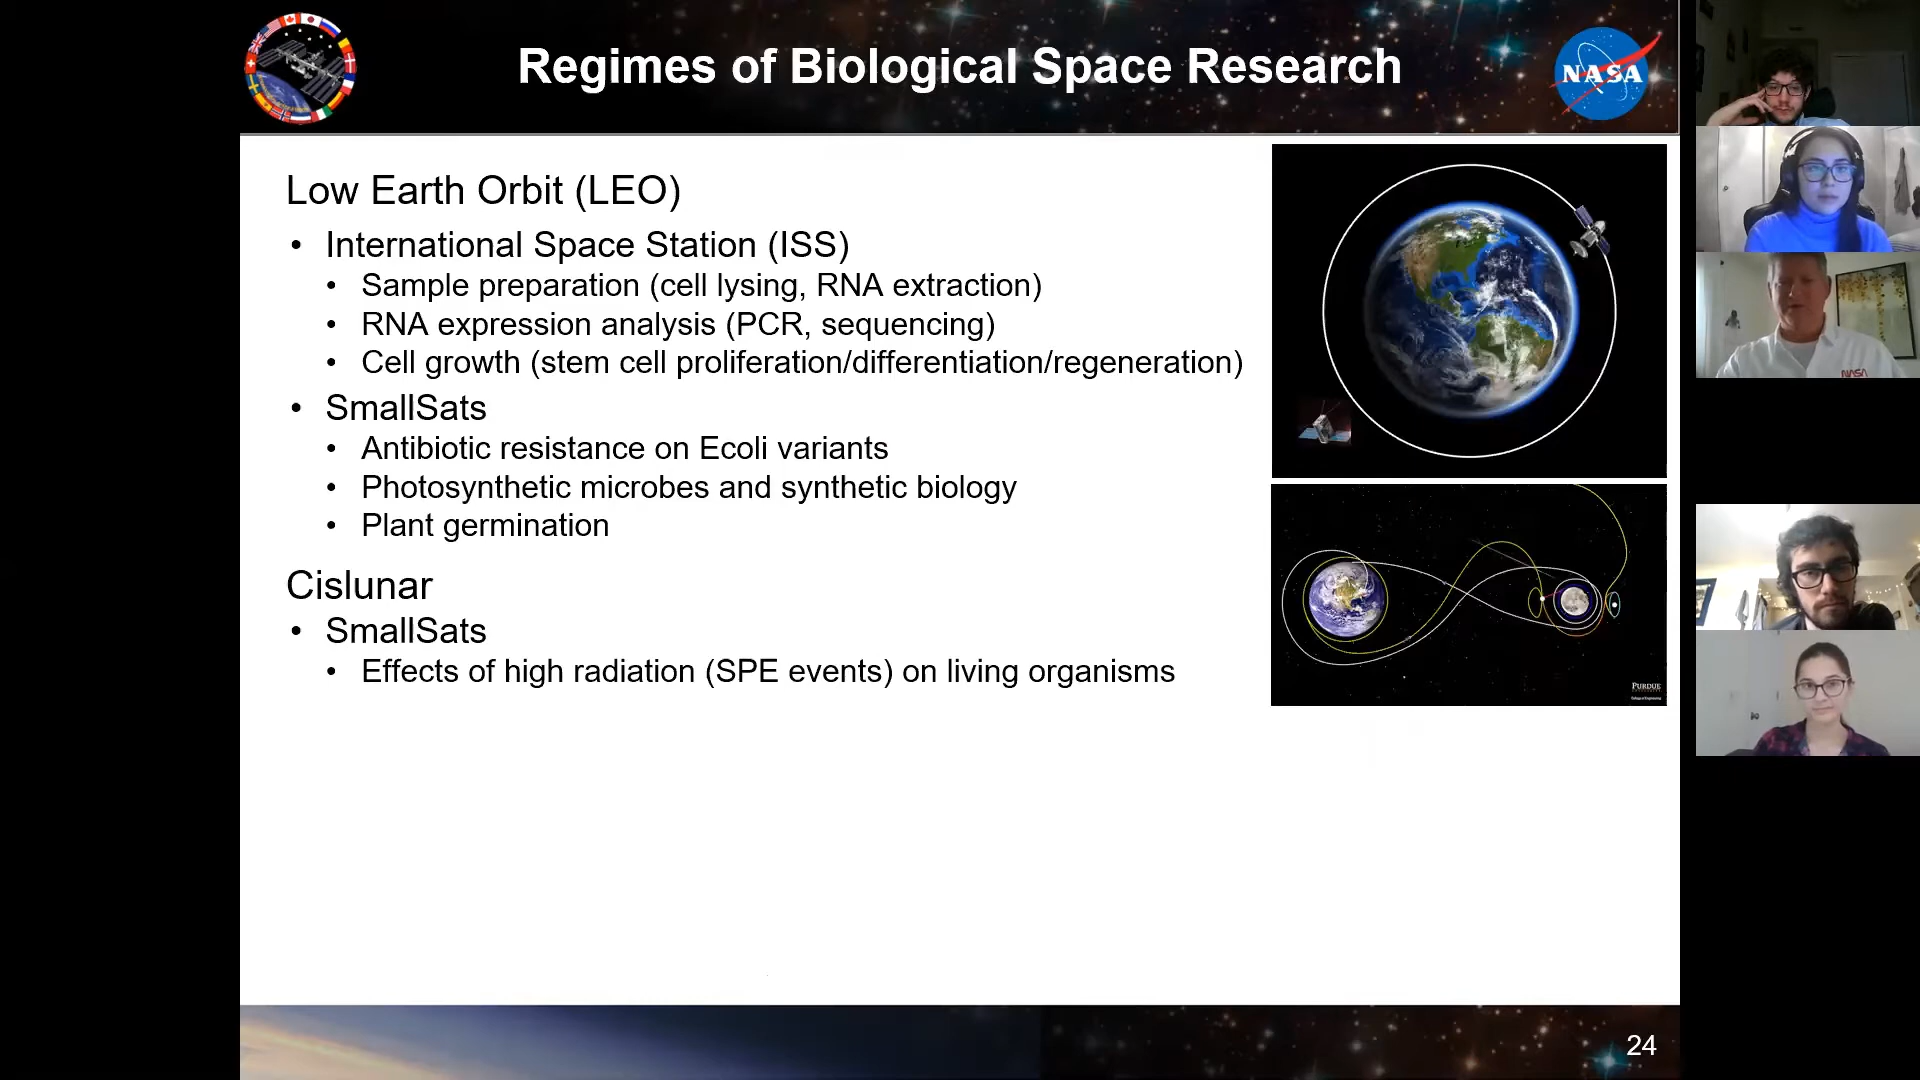 Regimes of Biological Space Research
NASA
Low Earth Orbit (LEO)
• International Space Station (ISS)
• Sample preparation (cell lysing, RNA extraction)
• RNA expression analysis (PCR, sequencing)
• Cell growth (stem cell proliferation/differentiation/regeneration)
• SmallSats
• Antibiotic resistance on Ecoli variants
• Photosynthetic microbes and synthetic biology
• Plant germination
Cislunar
• SmallSats
• Effects of high radiation (SPE events) on living organisms
PURDUE
NASA
24